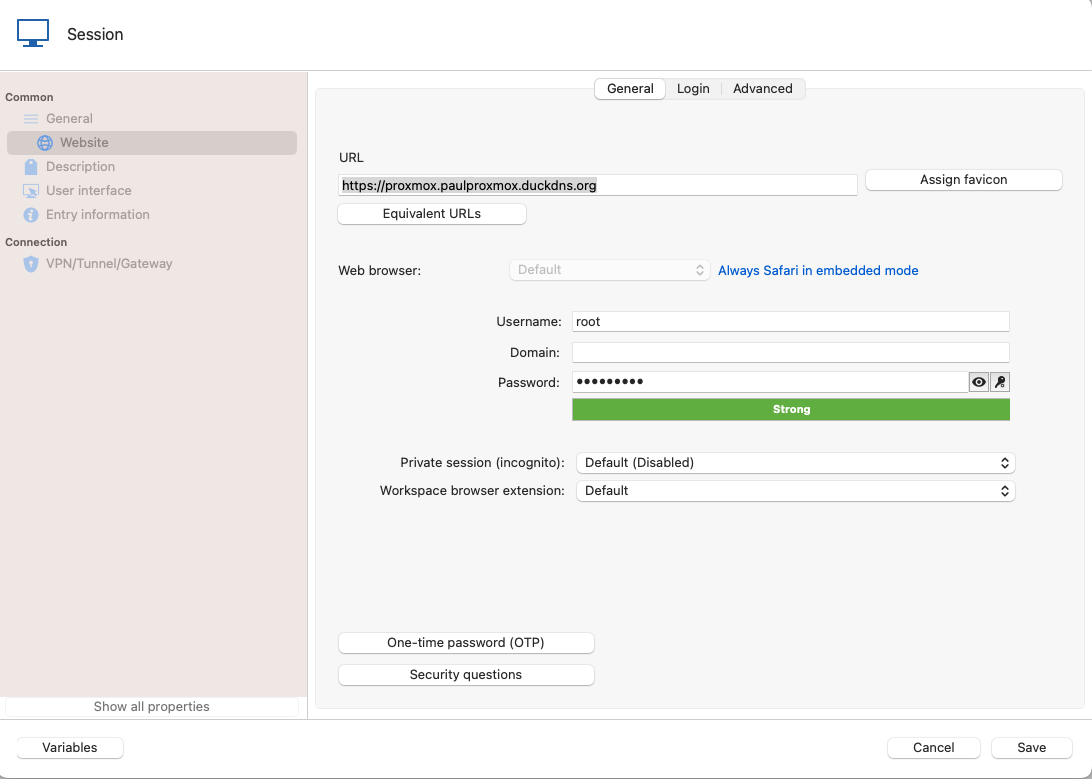 Session
Common
General
Website
Description
User interface
Entry information
Connection
VPN/Tunnel/Gateway
Show all properties
General Login Advanced
URL
https://proxmox.paulproxmox.duckdns.org
Assign favicon
Equivalent URLs
Web browser: Default Always Safari in embedded mode
Username: root
Domain:
Password: •••••••••
Strong
Private session (incognito): Default (Disabled)
Workspace browser extension: Default
One-time password (OTP)
Security questions
Variables Cancel Save